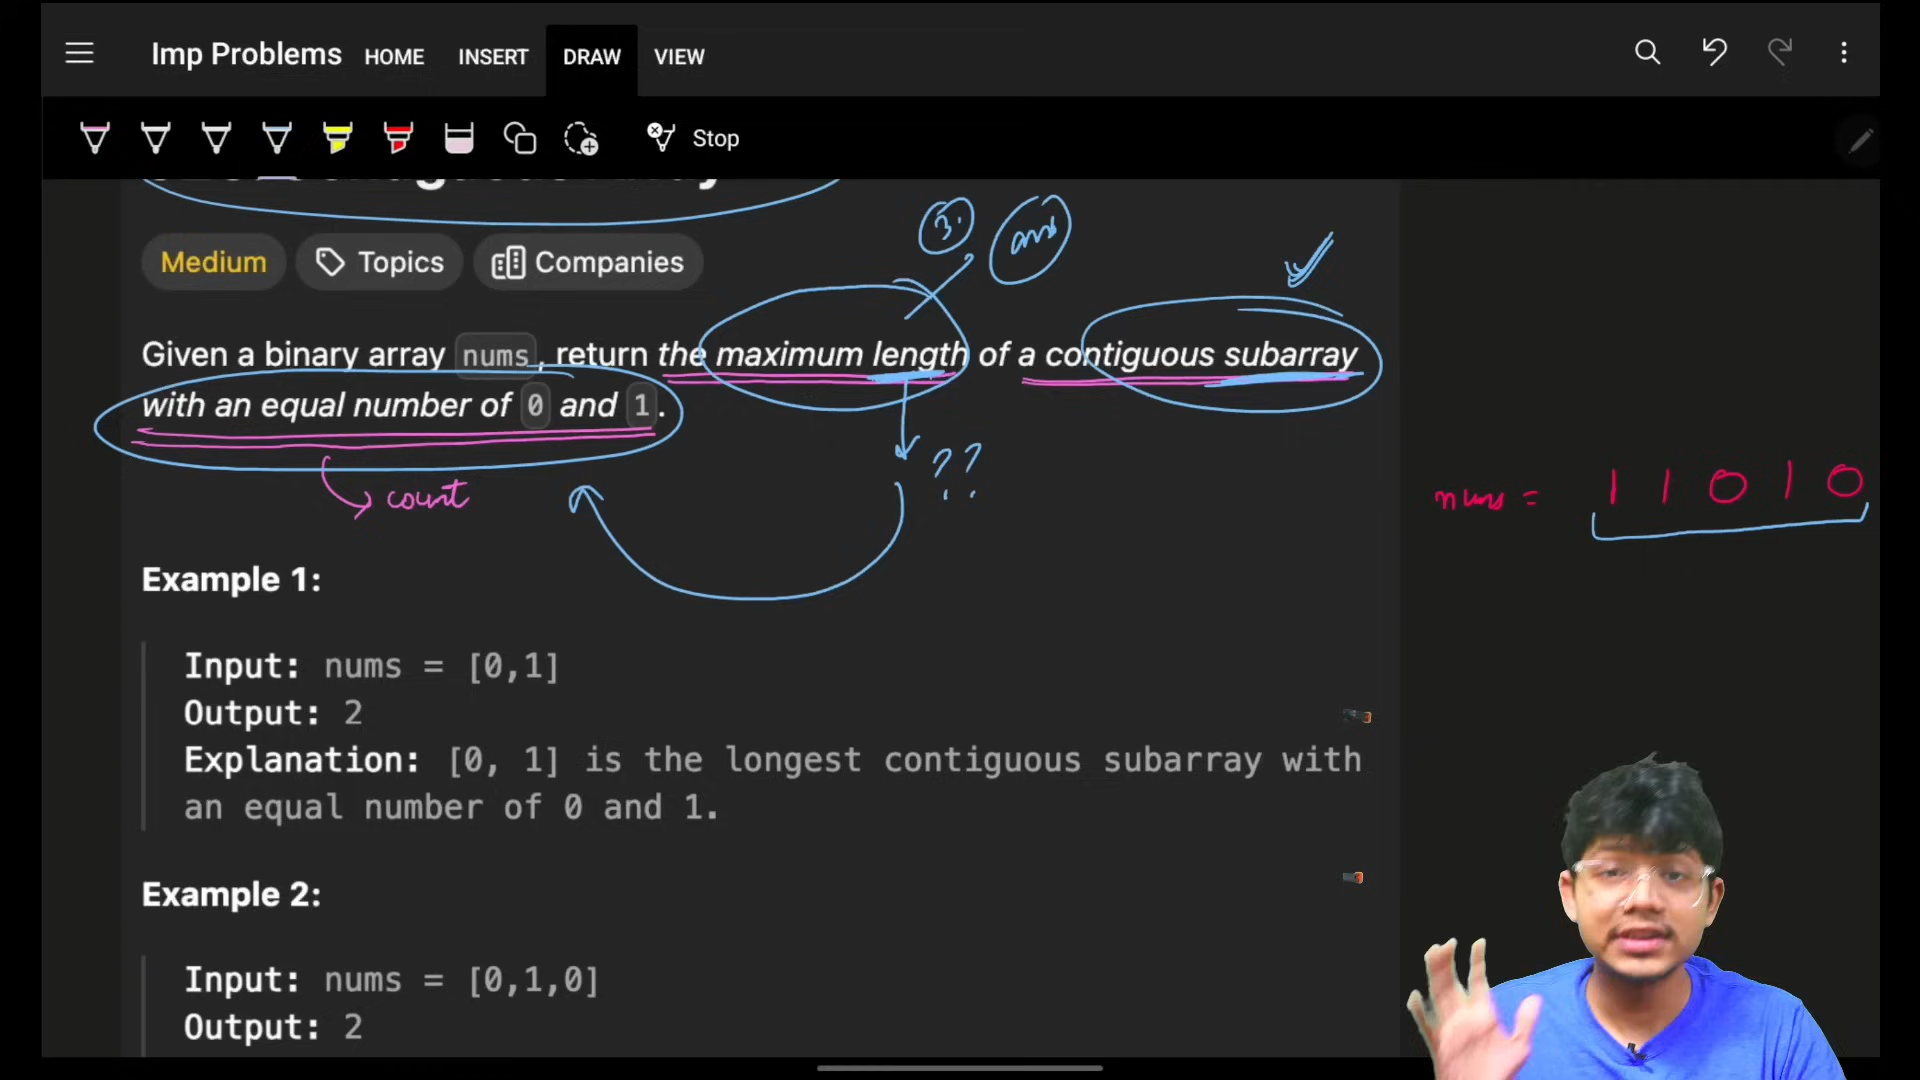 Imp Problems HOME INSERT DRAW VIEW
Stop
Medium Topics Companies
3. ans
Given a binary array nums, return the maximum length of a contiguous subarray
with an equal number of 0 and 1.
count
??
nums = 1 1 0 1 0
Example 1:
Input: nums = [0,1]
Output: 2
Explanation: [0, 1] is the longest contiguous subarray with
an equal number of 0 and 1.
Example 2:
Input: nums = [0,1,0]
Output: 2